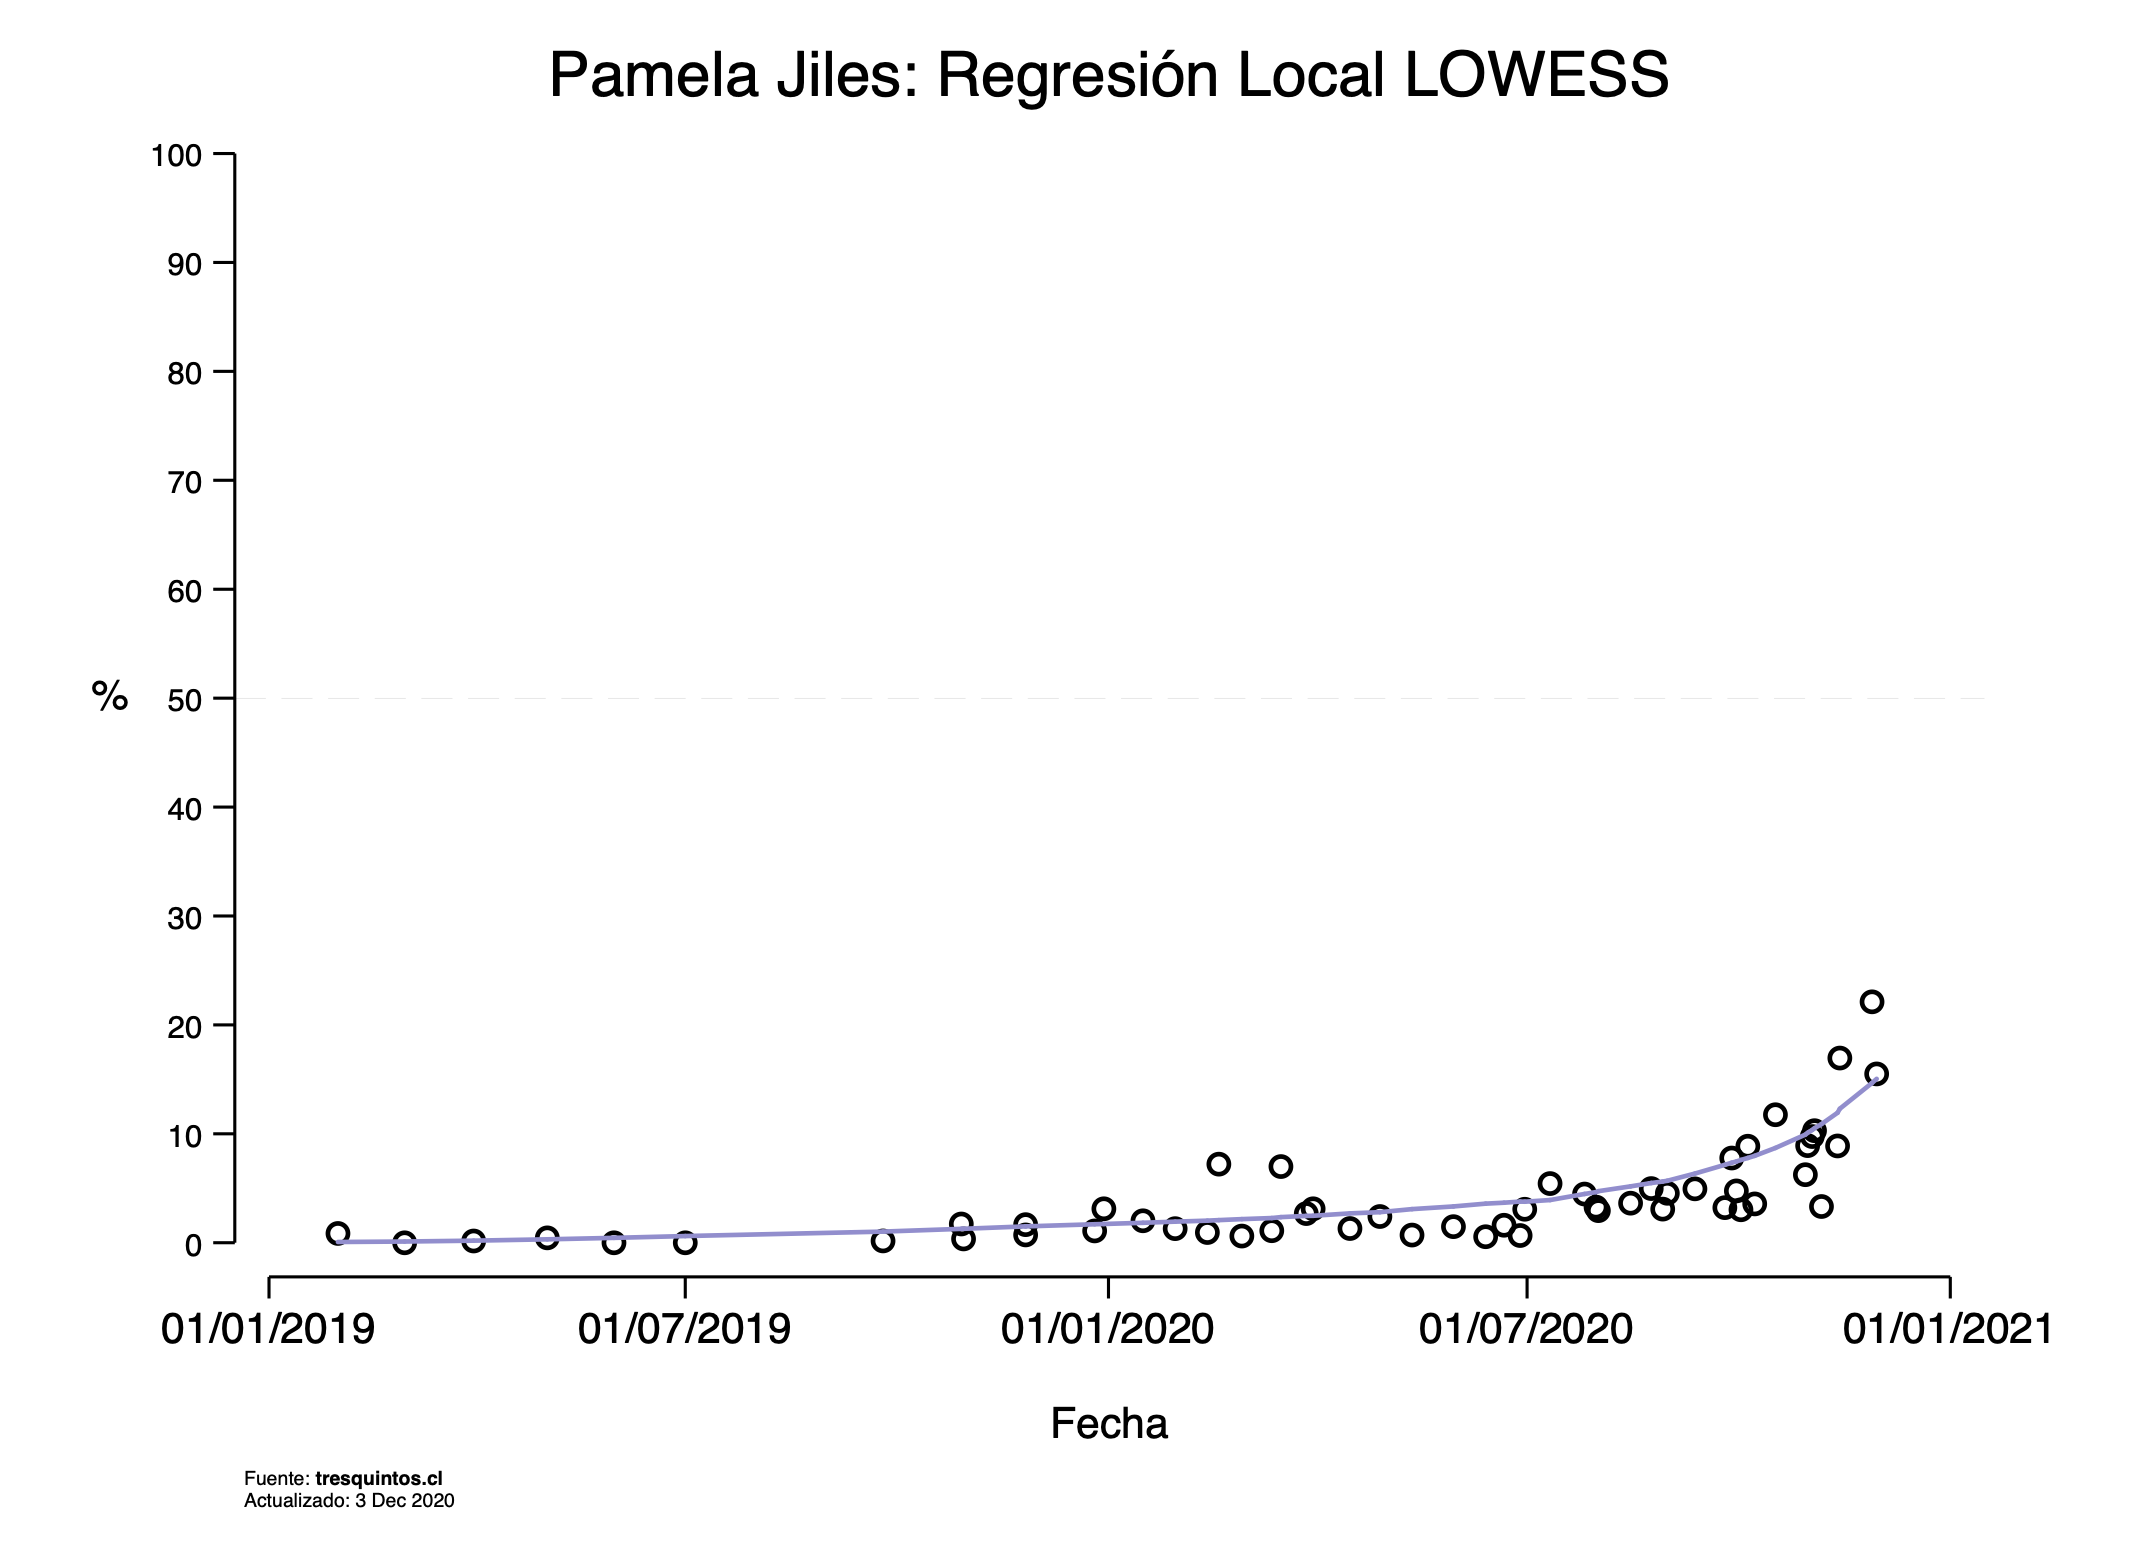 Pamela Jiles: Regresión Local LOWESS
100
90
80
70
60
50
40
30
20
10
0
%
01/01/2019 01/07/2019 01/01/2020 01/07/2020 01/01/2021
Fecha
Fuente: tresquintos.cl
Actualizado: 3 Dec 2020